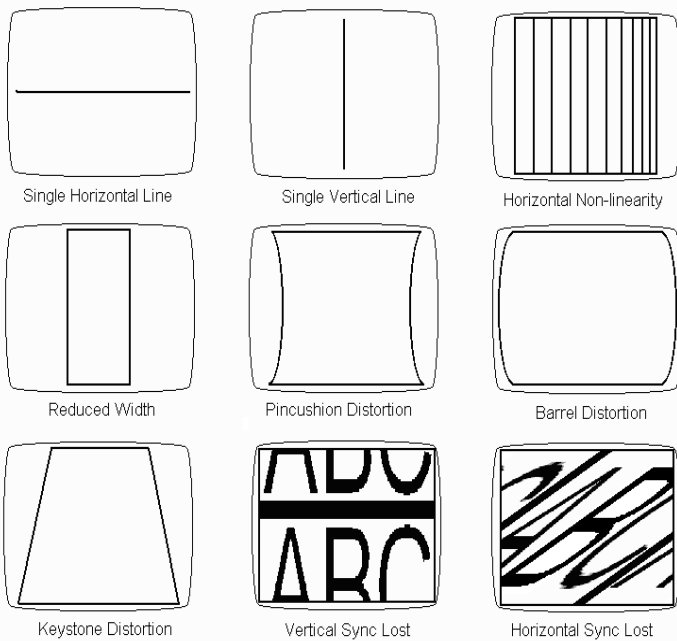 Single Horizontal Line
Single Vertical Line
Horizontal Non-linearity
Reduced Width
Pincushion Distortion
Barrel Distortion
ABC
ABC
ABC
Keystone Distortion
Vertical Sync Lost
Horizontal Sync Lost